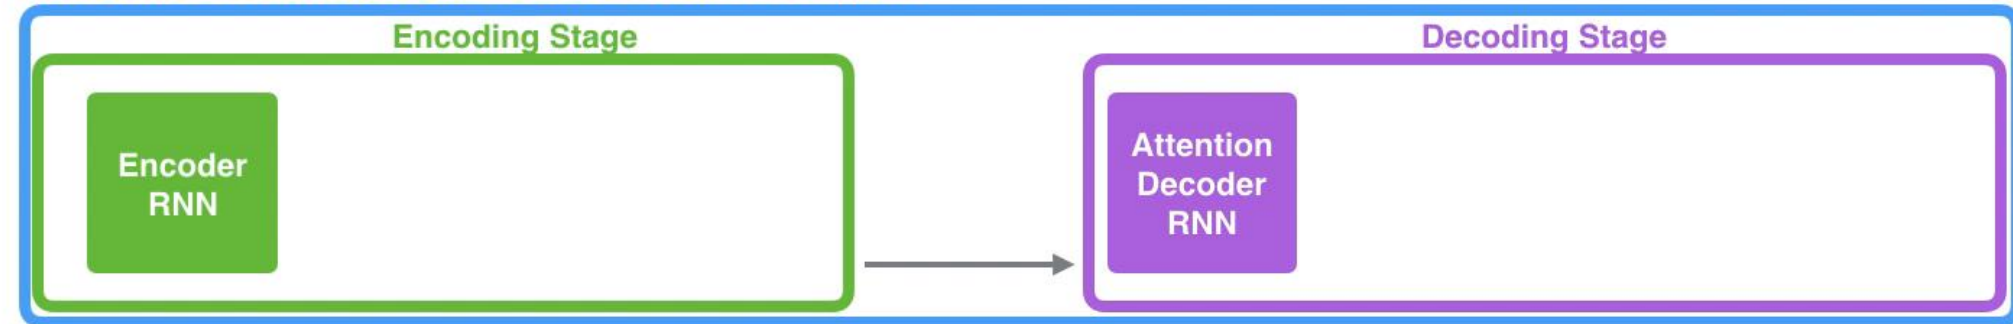 Encoding Stage
Decoding Stage
Encoder
RNN
Attention
Decoder
RNN